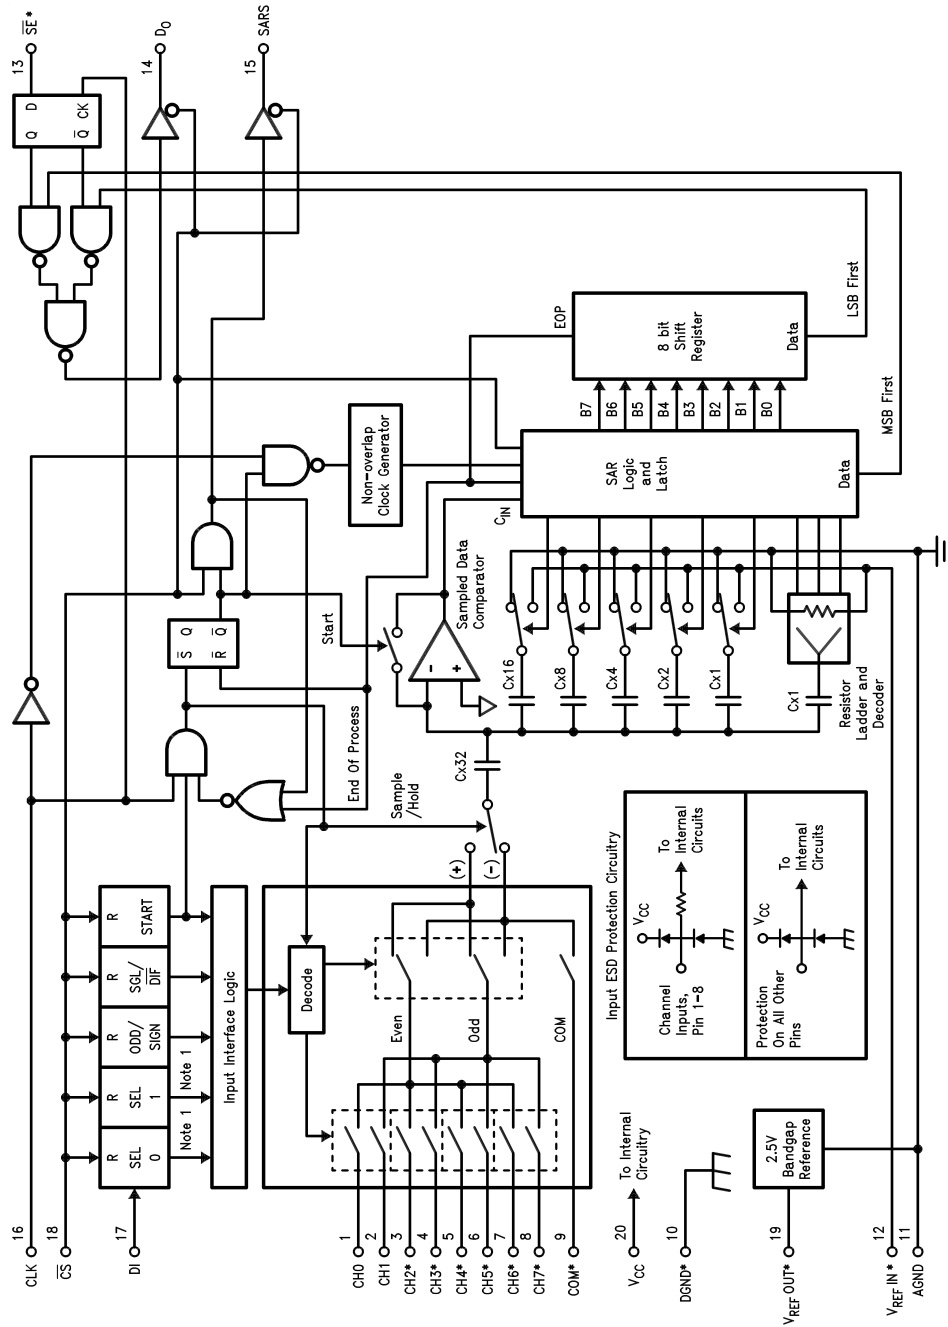 CLK 16
C̅S̅ 18
DI 17
R R R R R
SEL 0
SEL 1
ODD/ SIGN
SGL/ D̅I̅F̅
START
Note 1
Note 1
Input Interface Logic
Decode
Even
Odd
COM
CH0 1
CH1 2
CH2* 3
CH3* 4
CH4* 5
CH5* 6
CH6* 7
CH7* 8
COM* 9
(+)
(-)
Sample
/Hold
End Of Process
Start
S̅ Q
R̅ Q̅
Q D
Q̅ CK
13 S̅E̅*
14 DO
15 SARS
Non-overlap
Clock Generator
Sampled Data
Comparator
-
+
Cx32
Cx16
Cx8
Cx4
Cx2
Cx1
Cx1
Resistor
Ladder and
Decoder
CIN
SAR
Logic
and
Latch
Data
B7
B6
B5
B4
B3
B2
B1
B0
EOP
8 bit
Shift
Register
Data
LSB First
MSB First
Input ESD Protection Circuitry
VCC
Channel
Inputs,
Pin 1-8
To
Internal
Circuits
VCC
Protection
On All Other
Pins
To
Internal
Circuits
VCC 20
To Internal
Circuitry
DGND* 10
VREF OUT* 19
2.5V
Bandgap
Reference
VREF IN* 12
AGND 11